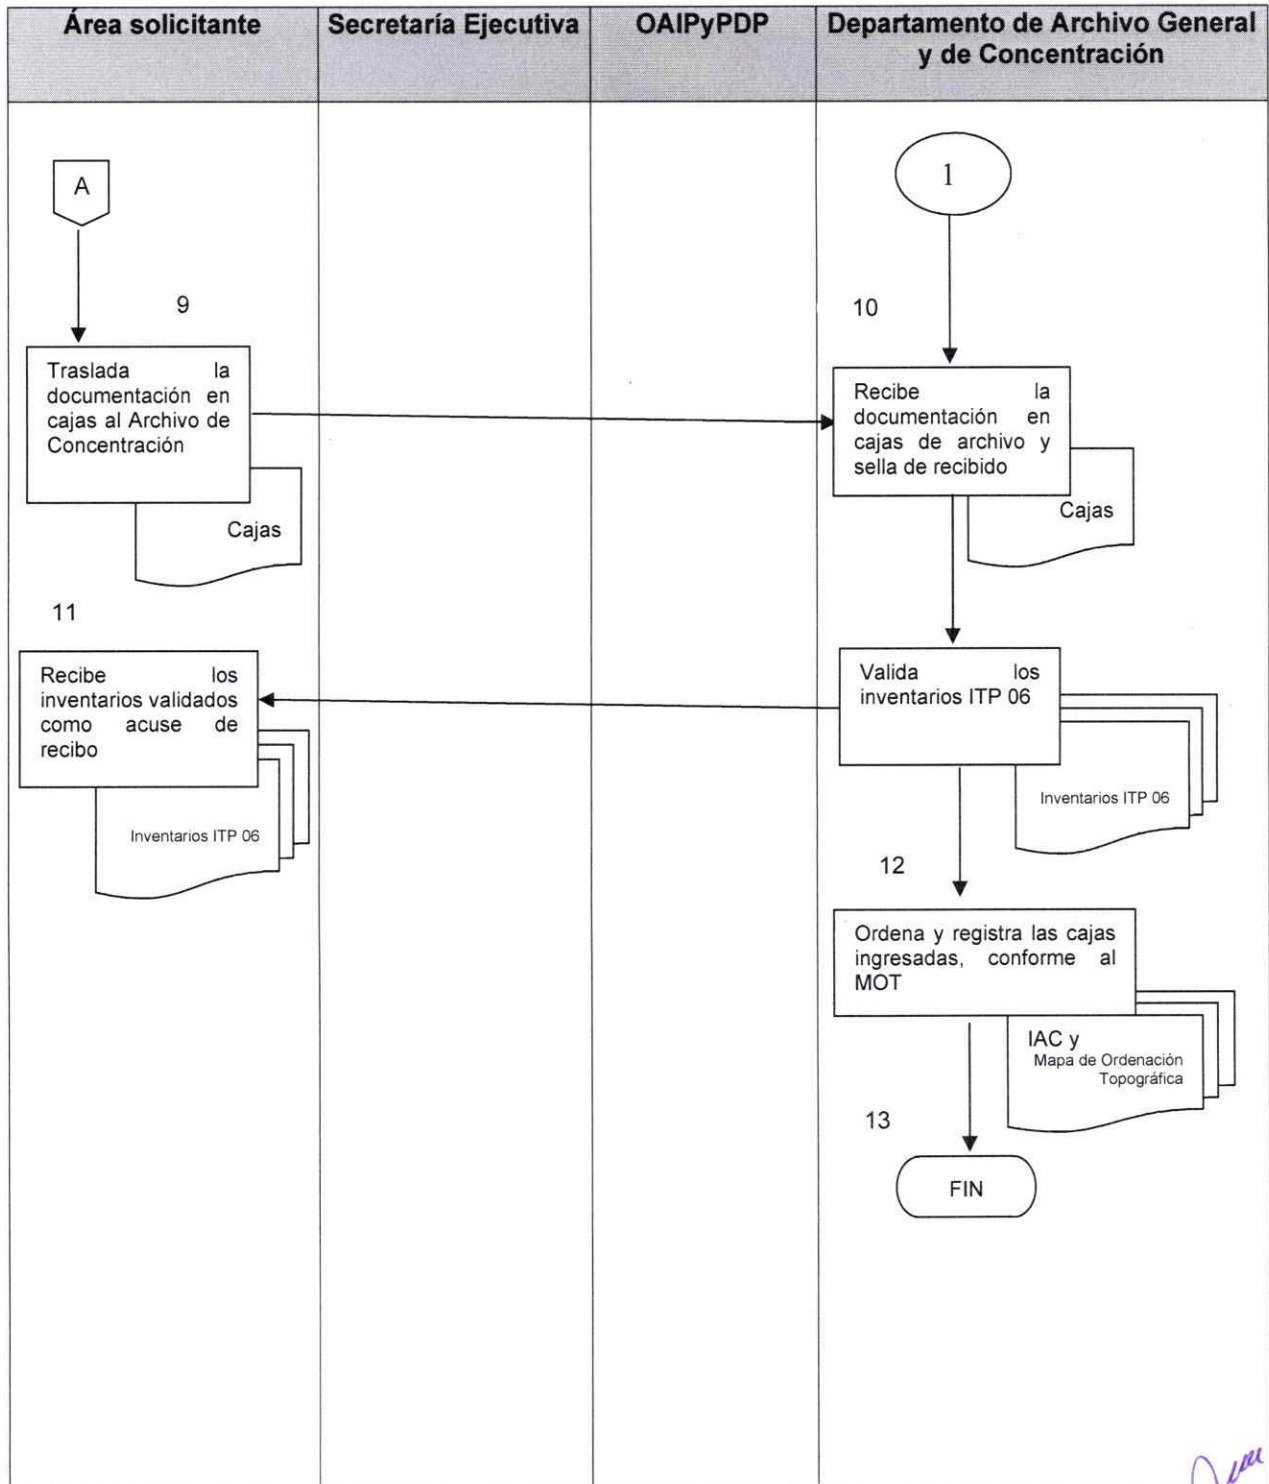 Área solicitante
Secretaría Ejecutiva
OAIPyPDP
Departamento de Archivo General
y de Concentración
A
1
9
10
Traslada la
documentación en
cajas al Archivo de
Concentración
Cajas
Recibe la
documentación en
cajas de archivo y
sella de recibido
Cajas
11
Recibe los
inventarios validados
como acuse de
recibo
Inventarios ITP 06
Valida los
inventarios ITP 06
Inventarios ITP 06
12
Ordena y registra las cajas
ingresadas, conforme al
MOT
IAC y
Mapa de Ordenación
Topográfica
13
FIN